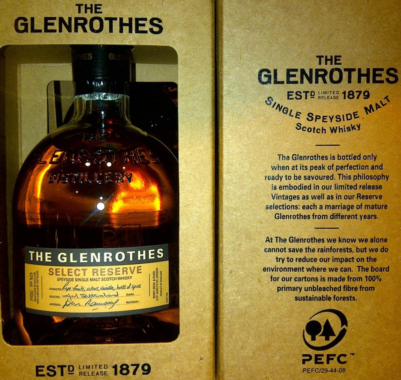 THE
GLENROTHES
THE
GLENROTHES
DISTILLERY
THE GLENROTHES
SELECT RESERVE
SPEYSIDE SINGLE MALT SCOTCH WHISKY
ESTD LIMITED RELEASE 1879
THE
GLENROTHES
ESTD LIMITED RELEASE 1879
SINGLE SPEYSIDE MALT
Scotch Whisky
The Glenrothes is bottled only
when at its peak of perfection and
ready to be savoured. This philosophy
is embodied in our limited release
Vintages as well as in our Reserve
selections: each a marriage of mature
Glenrothes from different years.
At The Glenrothes we know we alone
cannot save the rainforests, but we do
try to reduce our impact on the
environment where we can. The board
for our cartons is made from 100%
primary unbleached fibre from
sustainable forests.
PEFC™
PEFC/29-44-08